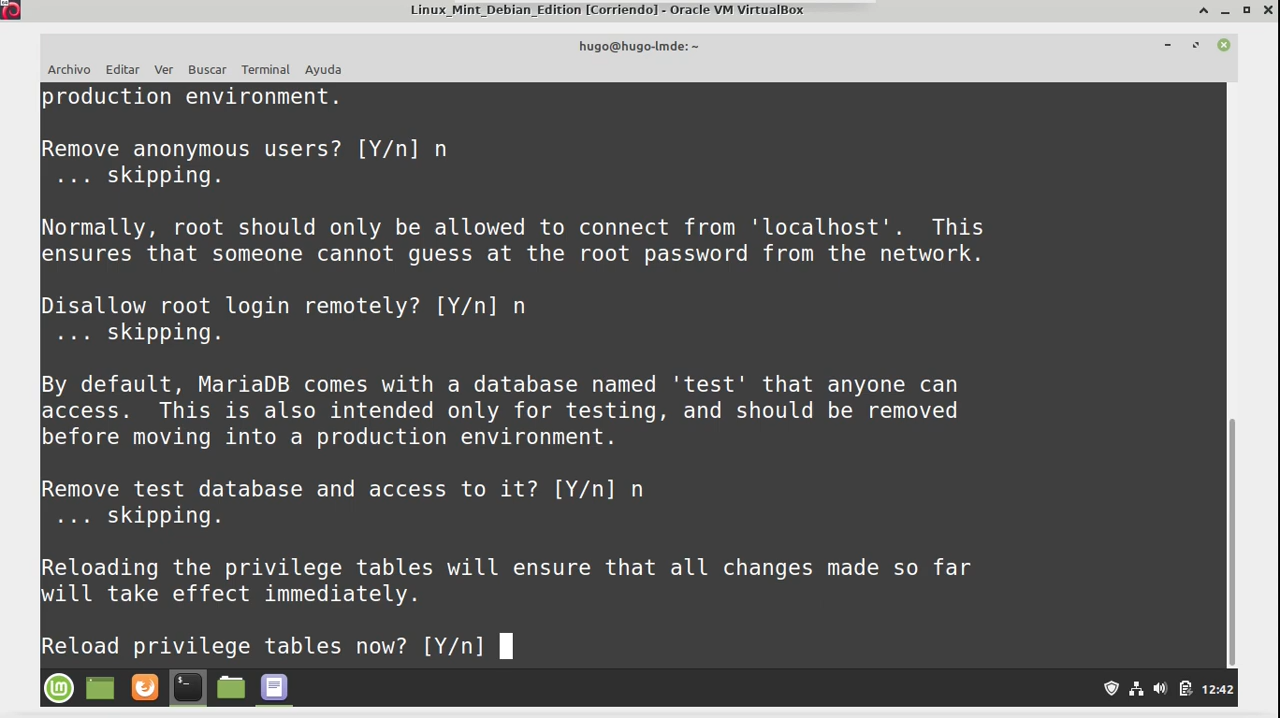 Linux_Mint_Debian_Edition [Corriendo] - Oracle VM VirtualBox
hugo@hugo-lmde: ~
Archivo Editar Ver Buscar Terminal Ayuda
production environment.
Remove anonymous users? [Y/n] n
... skipping.
Normally, root should only be allowed to connect from 'localhost'.  This
ensures that someone cannot guess at the root password from the network.
Disallow root login remotely? [Y/n] n
... skipping.
By default, MariaDB comes with a database named 'test' that anyone can
access.  This is also intended only for testing, and should be removed
before moving into a production environment.
Remove test database and access to it? [Y/n] n
... skipping.
Reloading the privilege tables will ensure that all changes made so far
will take effect immediately.
Reload privilege tables now? [Y/n]
12:42